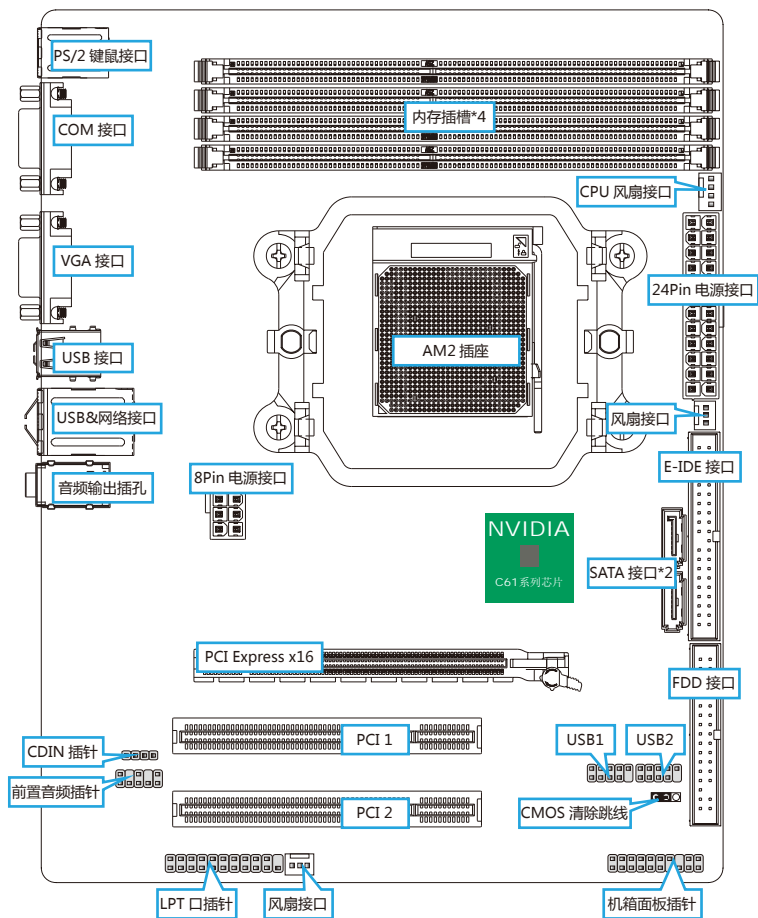 PS/2 键鼠接口
COM 接口
内存插槽*4
CPU 风扇接口
VGA 接口
24Pin 电源接口
USB 接口
AM2 插座
USB&网络接口
风扇接口
E-IDE 接口
8Pin 电源接口
音频输出插孔
NVIDIA
C61系列芯片
SATA 接口*2
PCI Express x16
FDD 接口
PCI 1
USB1
USB2
CDIN 插针
前置音频插针
PCI 2
CMOS 清除跳线
LPT 口插针
风扇接口
机箱面板插针